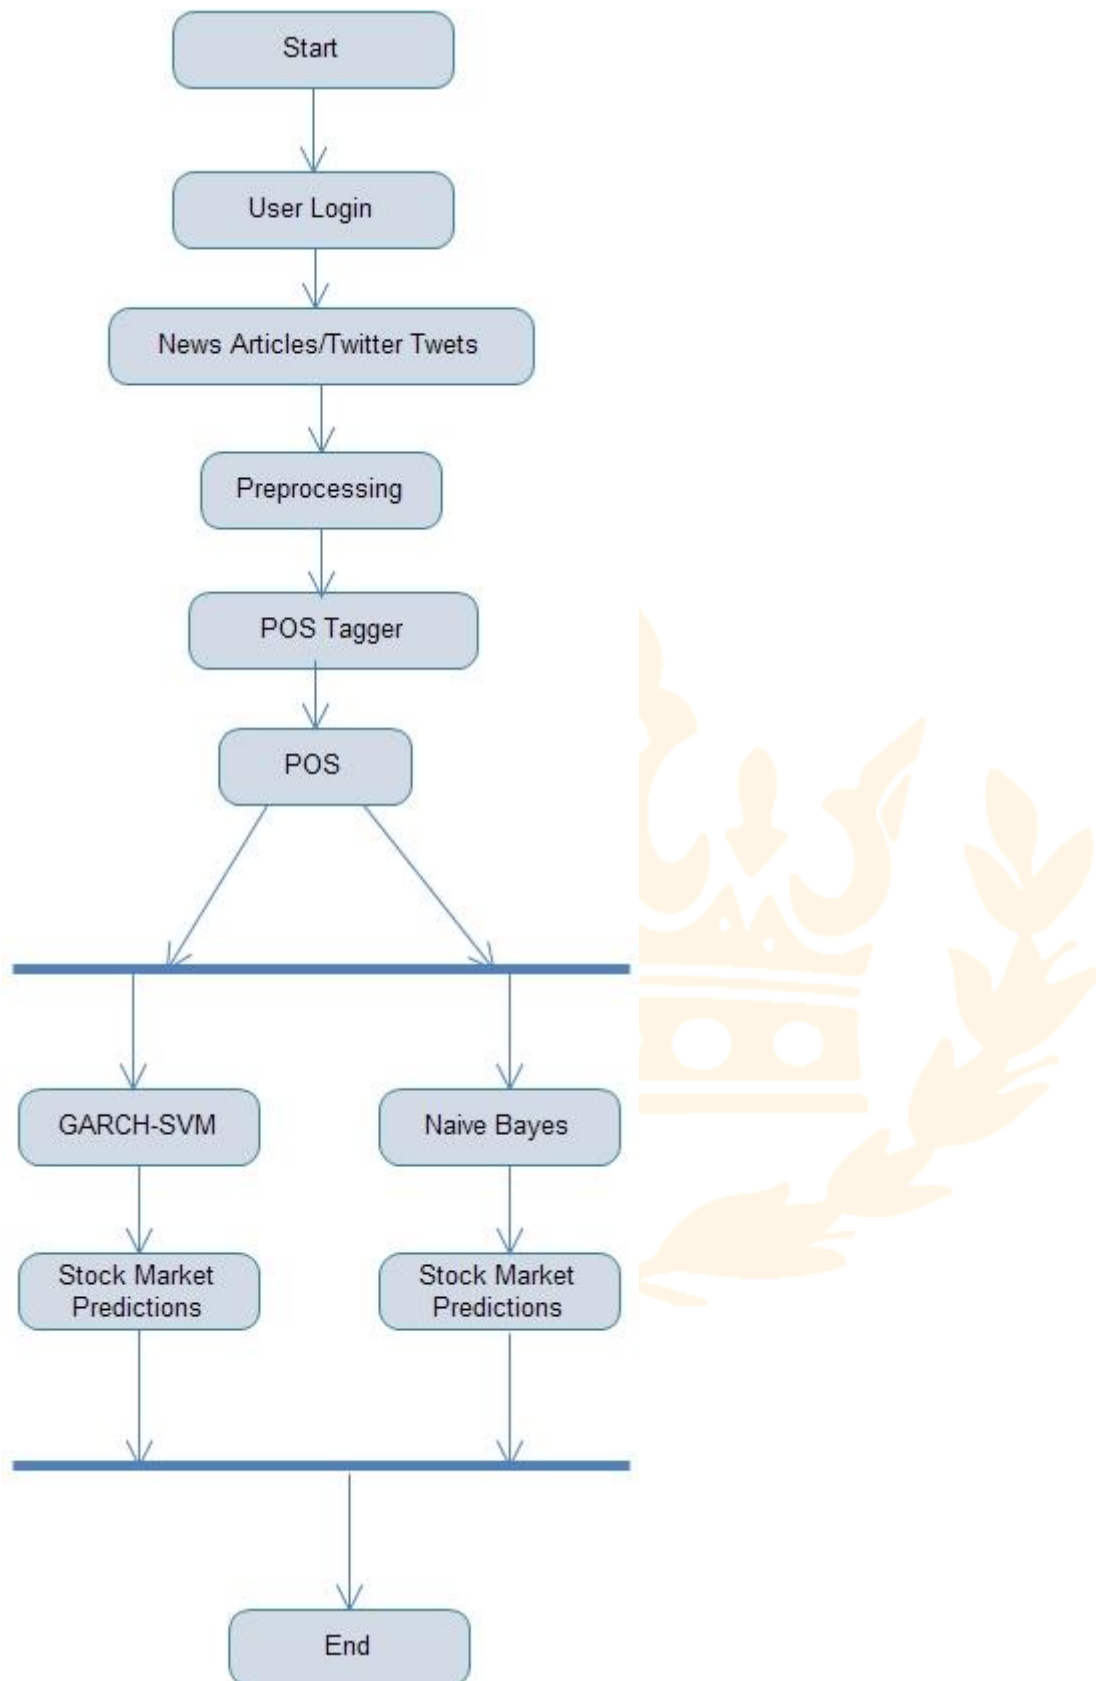 Start
User Login
News Articles/Twitter Twets
Preprocessing
POS Tagger
POS
GARCH-SVM
Naive Bayes
Stock Market
Predictions
Stock Market
Predictions
End